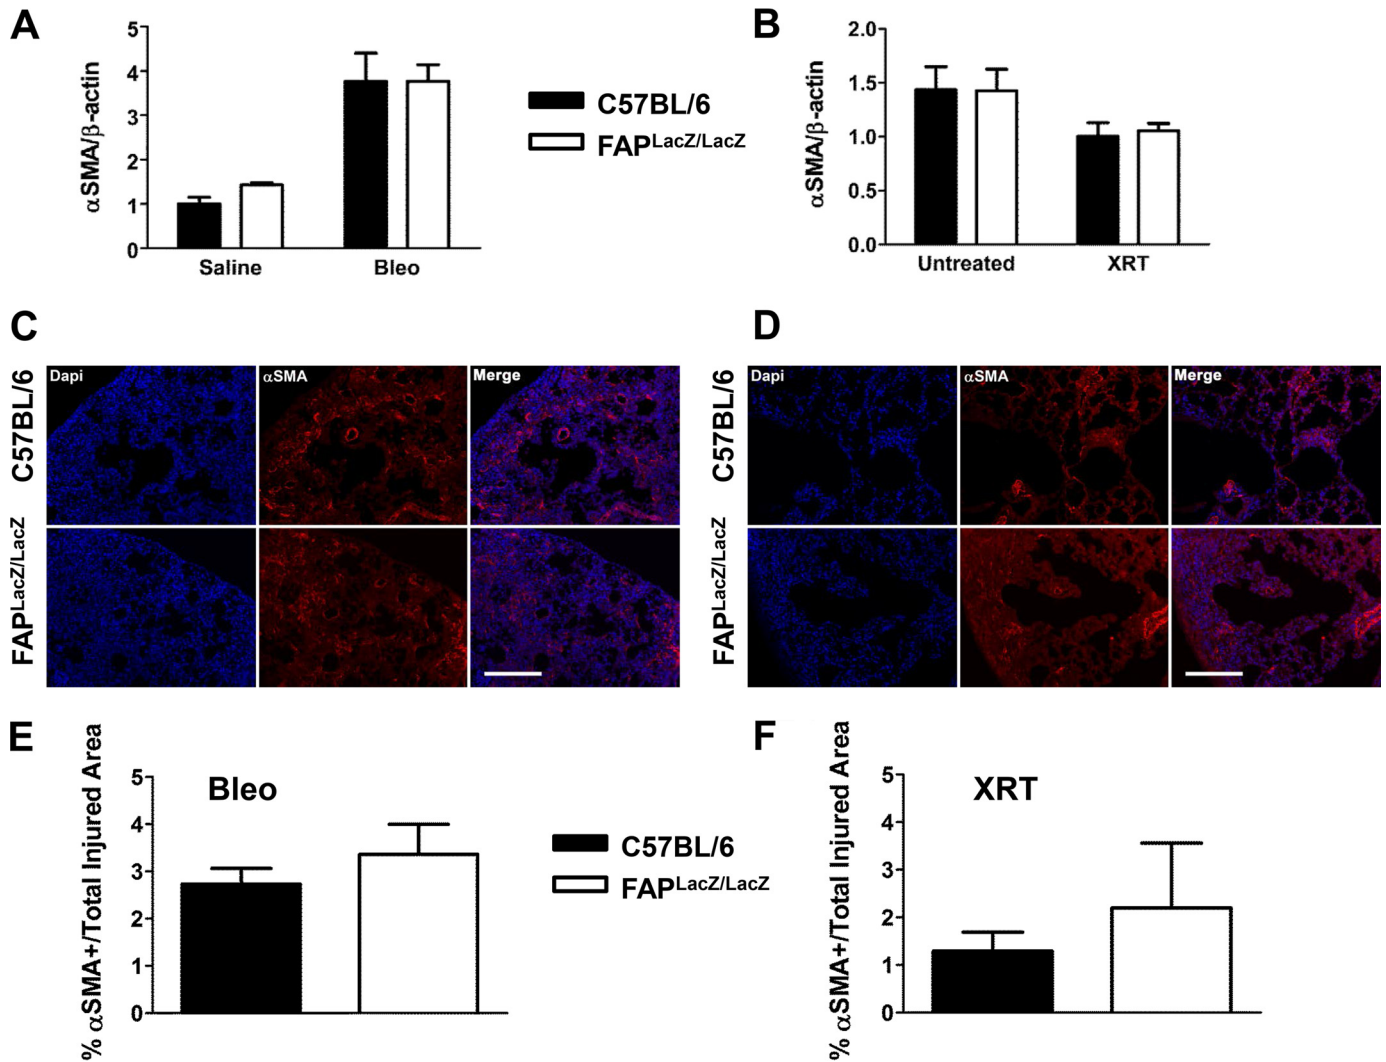 A
5
4
3
2
1
0
αSMA/β-actin
Saline
Bleo
C57BL/6
FAPLacZ/LacZ
B
2.0
1.5
1.0
0.5
0.0
αSMA/β-actin
Untreated
XRT
C
C57BL/6
Dapi
αSMA
Merge
FAPLacZ/LacZ
D
C57BL/6
Dapi
αSMA
Merge
FAPLacZ/LacZ
E
% αSMA+/Total Injured Area
5
4
3
2
1
0
Bleo
C57BL/6
FAPLacZ/LacZ
F
% αSMA+/Total Injured Area
5
4
3
2
1
0
XRT